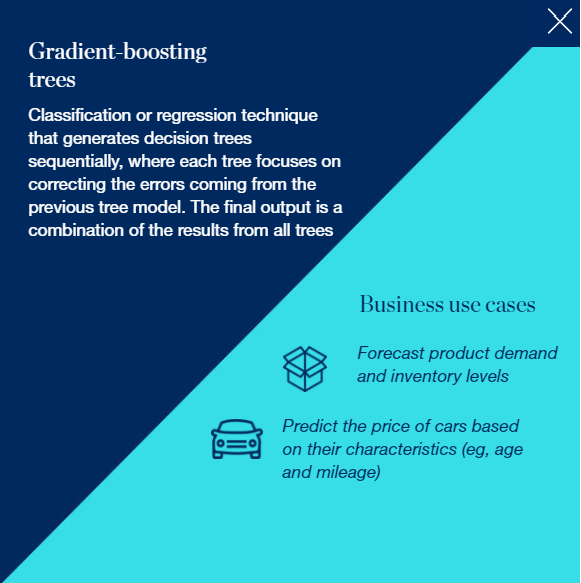 Gradient-boosting
trees
Classification or regression technique
that generates decision trees
sequentially, where each tree focuses on
correcting the errors coming from the
previous tree model. The final output is a
combination of the results from all trees
Business use cases
Forecast product demand
and inventory levels
Predict the price of cars based
on their characteristics (eg, age
and mileage)